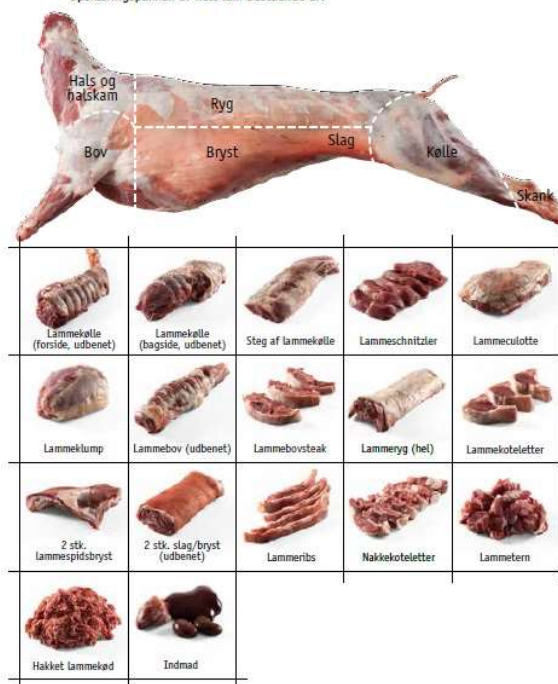 Hals og
halskam
Ryg
Bov
Bryst
Slag
Kølle
Skank
Lammekølle
(forside, udbenet)
Lammekølle
(bagside, udbenet)
Steg af lammekølle
Lammeschnitzler
Lammeculotte
Lammeklump
Lammebov (udbenet)
Lammebovsteak
Lammeryg (hel)
Lammekoteletter
2 stk.
lammespidsbryst
2 stk. slag/bryst
(udbenet)
Lammeribs
Nakkekoteletter
Lammetern
Hakket lammekød
Indmad